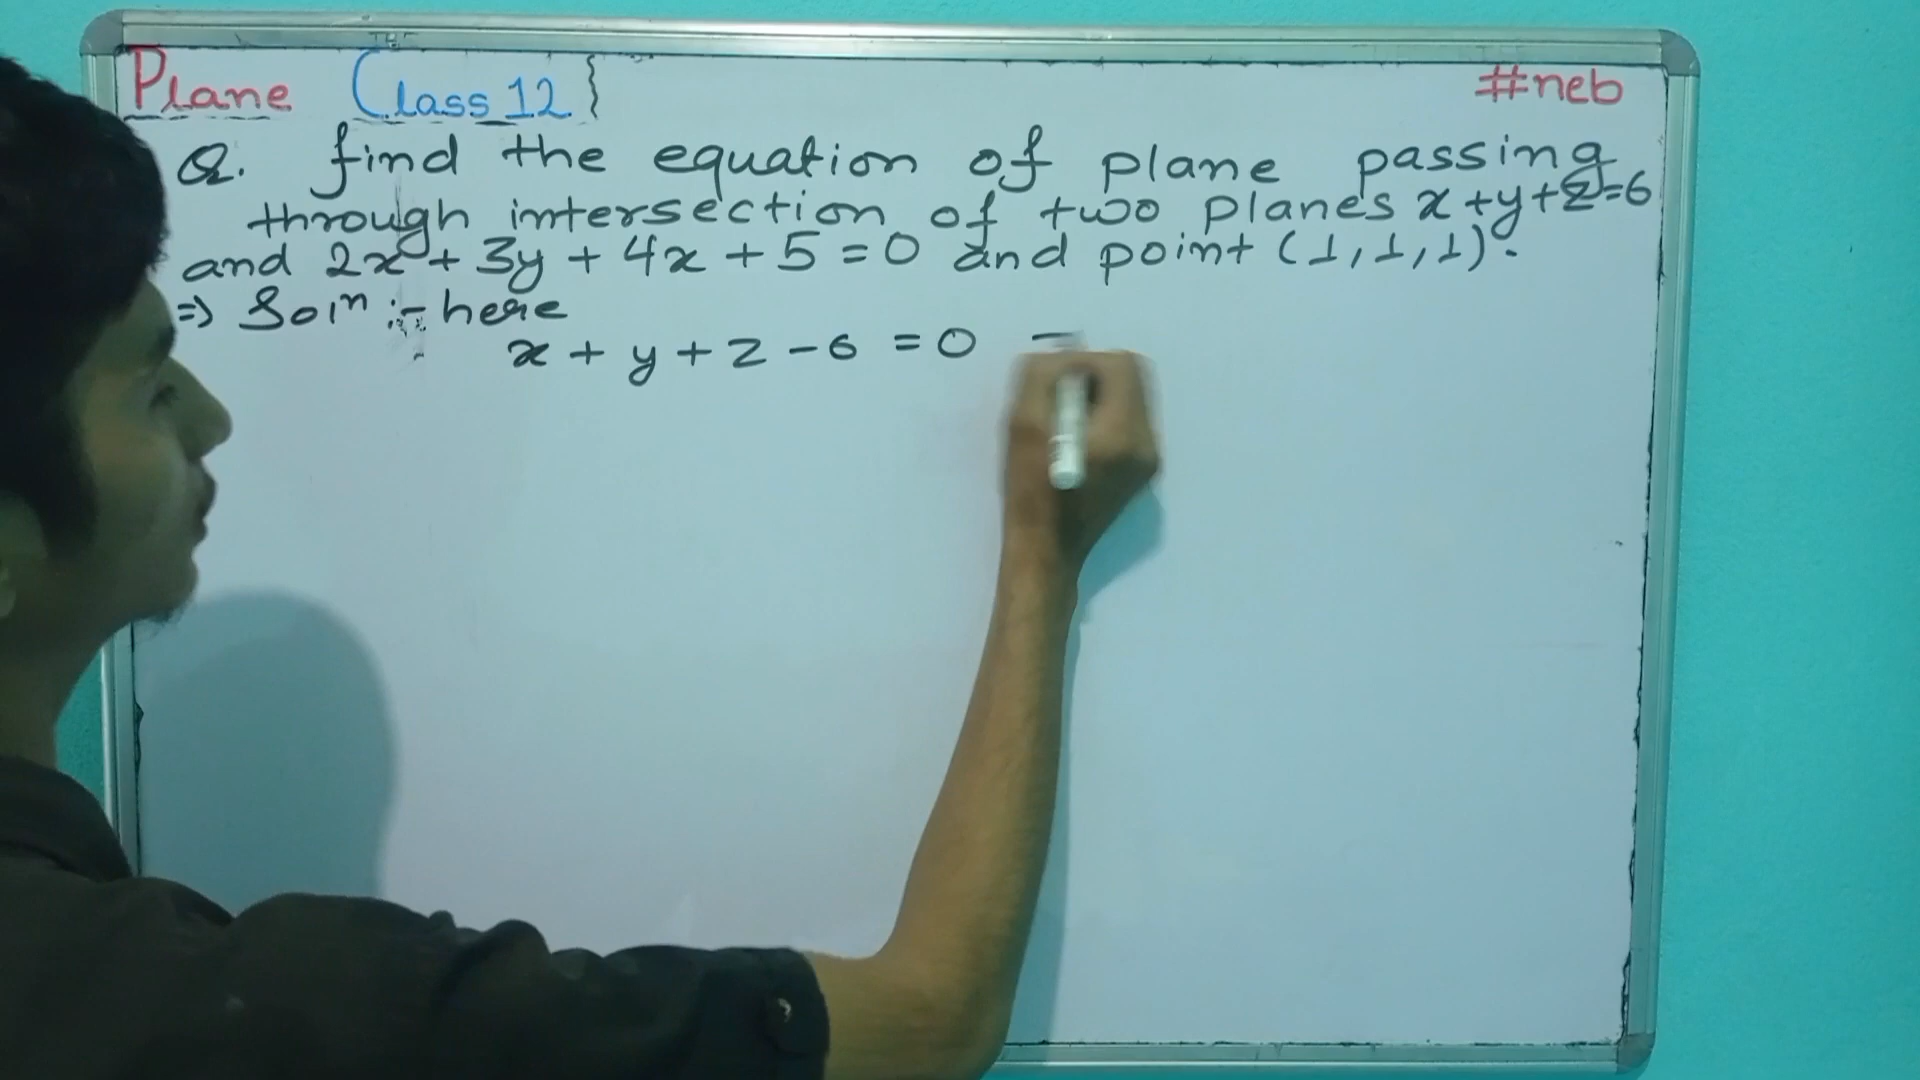 Plane Class 12 }
#neb
Q. find the equation of plane passing
through intersection of two planes x+y+z=6
and 2x + 3y + 4x + 5 = 0 and point (1,1,1).
=> Soln :- here
x + y + z - 6 = 0 -